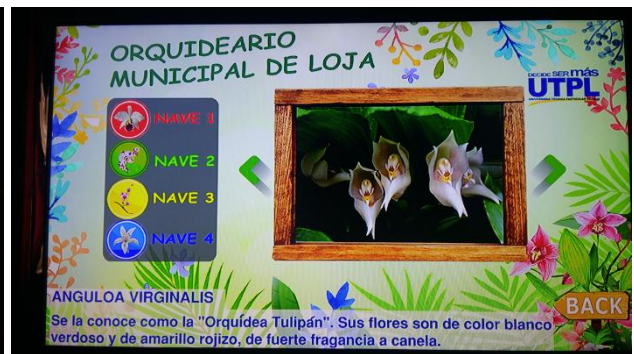 ORQUIDEARIO
MUNICIPAL DE LOJA
DECIDE SER más
UTPL
NAVE 1
NAVE 2
NAVE 3
NAVE 4
ANGULOA VIRGINALIS
BACK
Se la conoce como la "Orquídea Tulipán". Sus flores son de color blanco
verdoso y de amarillo rojizo, de fuerte fragancia a canela.